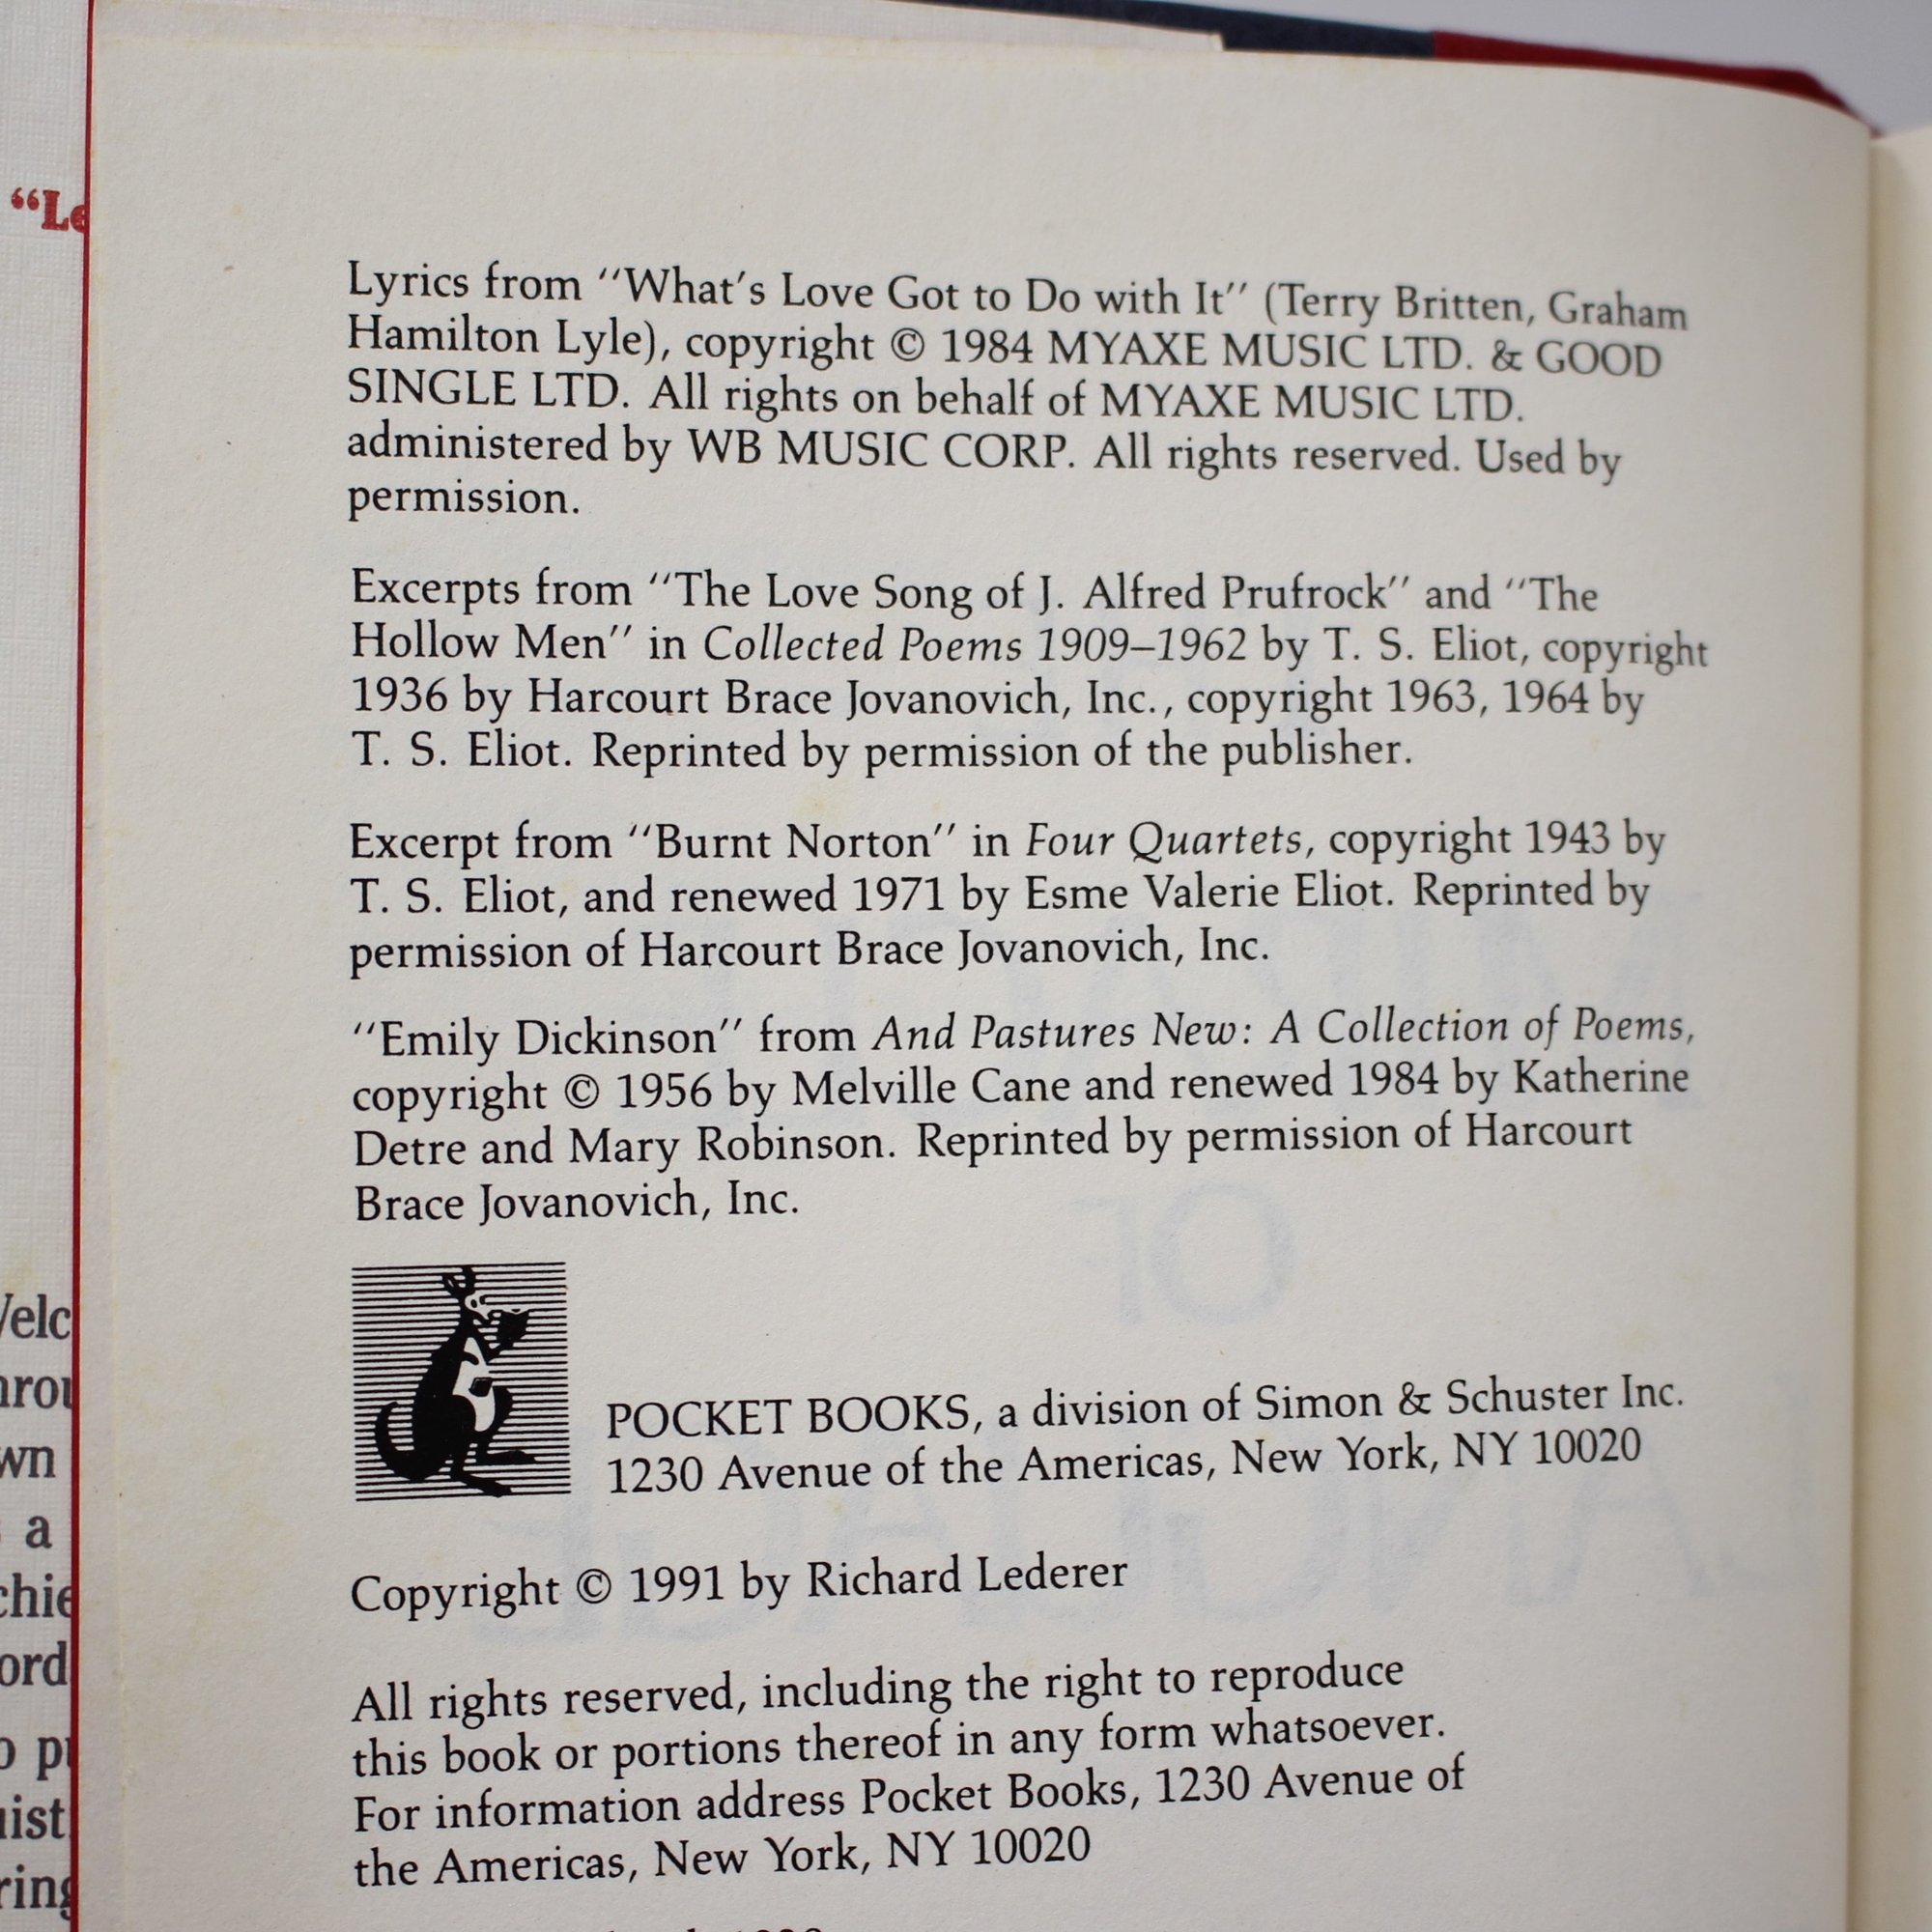 "Le
Lyrics from "What's Love Got to Do with It" (Terry Britten, Graham
Hamilton Lyle), copyright © 1984 MYAXE MUSIC LTD. & GOOD
SINGLE LTD. All rights on behalf of MYAXE MUSIC LTD.
administered by WB MUSIC CORP. All rights reserved. Used by
permission.
Excerpts from "The Love Song of J. Alfred Prufrock" and "The
Hollow Men" in Collected Poems 1909–1962 by T. S. Eliot, copyright
1936 by Harcourt Brace Jovanovich, Inc., copyright 1963, 1964 by
T. S. Eliot. Reprinted by permission of the publisher.
Excerpt from "Burnt Norton" in Four Quartets, copyright 1943 by
T. S. Eliot, and renewed 1971 by Esme Valerie Eliot. Reprinted by
permission of Harcourt Brace Jovanovich, Inc.
"Emily Dickinson" from And Pastures New: A Collection of Poems,
copyright © 1956 by Melville Cane and renewed 1984 by Katherine
Detre and Mary Robinson. Reprinted by permission of Harcourt
Brace Jovanovich, Inc.
POCKET BOOKS, a division of Simon & Schuster Inc.
1230 Avenue of the Americas, New York, NY 10020
Copyright © 1991 by Richard Lederer
All rights reserved, including the right to reproduce
this book or portions thereof in any form whatsoever.
For information address Pocket Books, 1230 Avenue of
the Americas, New York, NY 10020